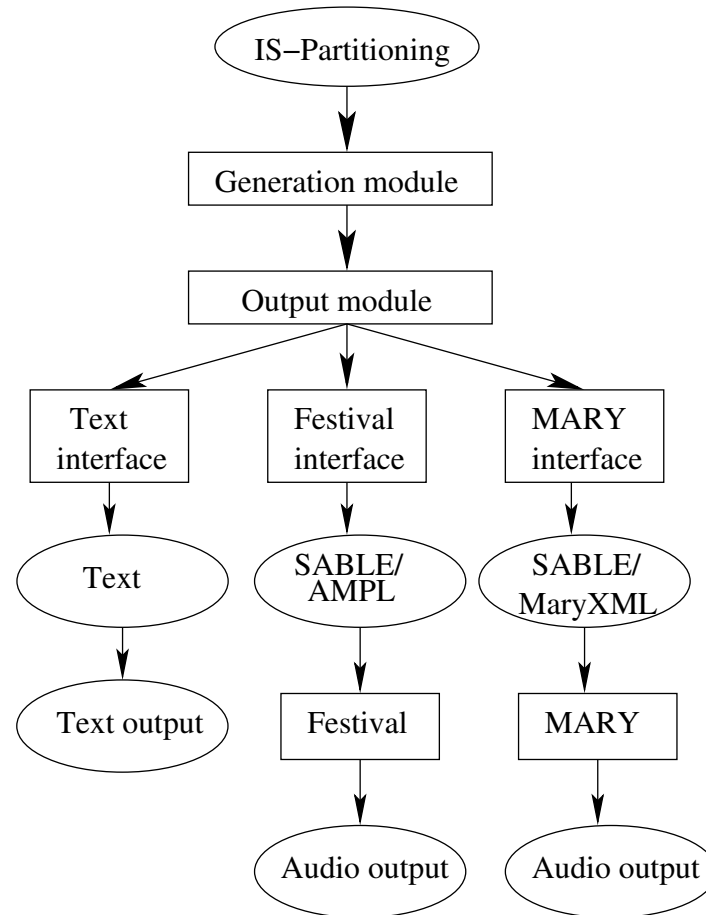 IS−Partitioning
Generation module
Output module
Text
interface
Festival
interface
MARY
interface
Text
SABLE/
AMPL
SABLE/
MaryXML
Text output
Festival
MARY
Audio output
Audio output